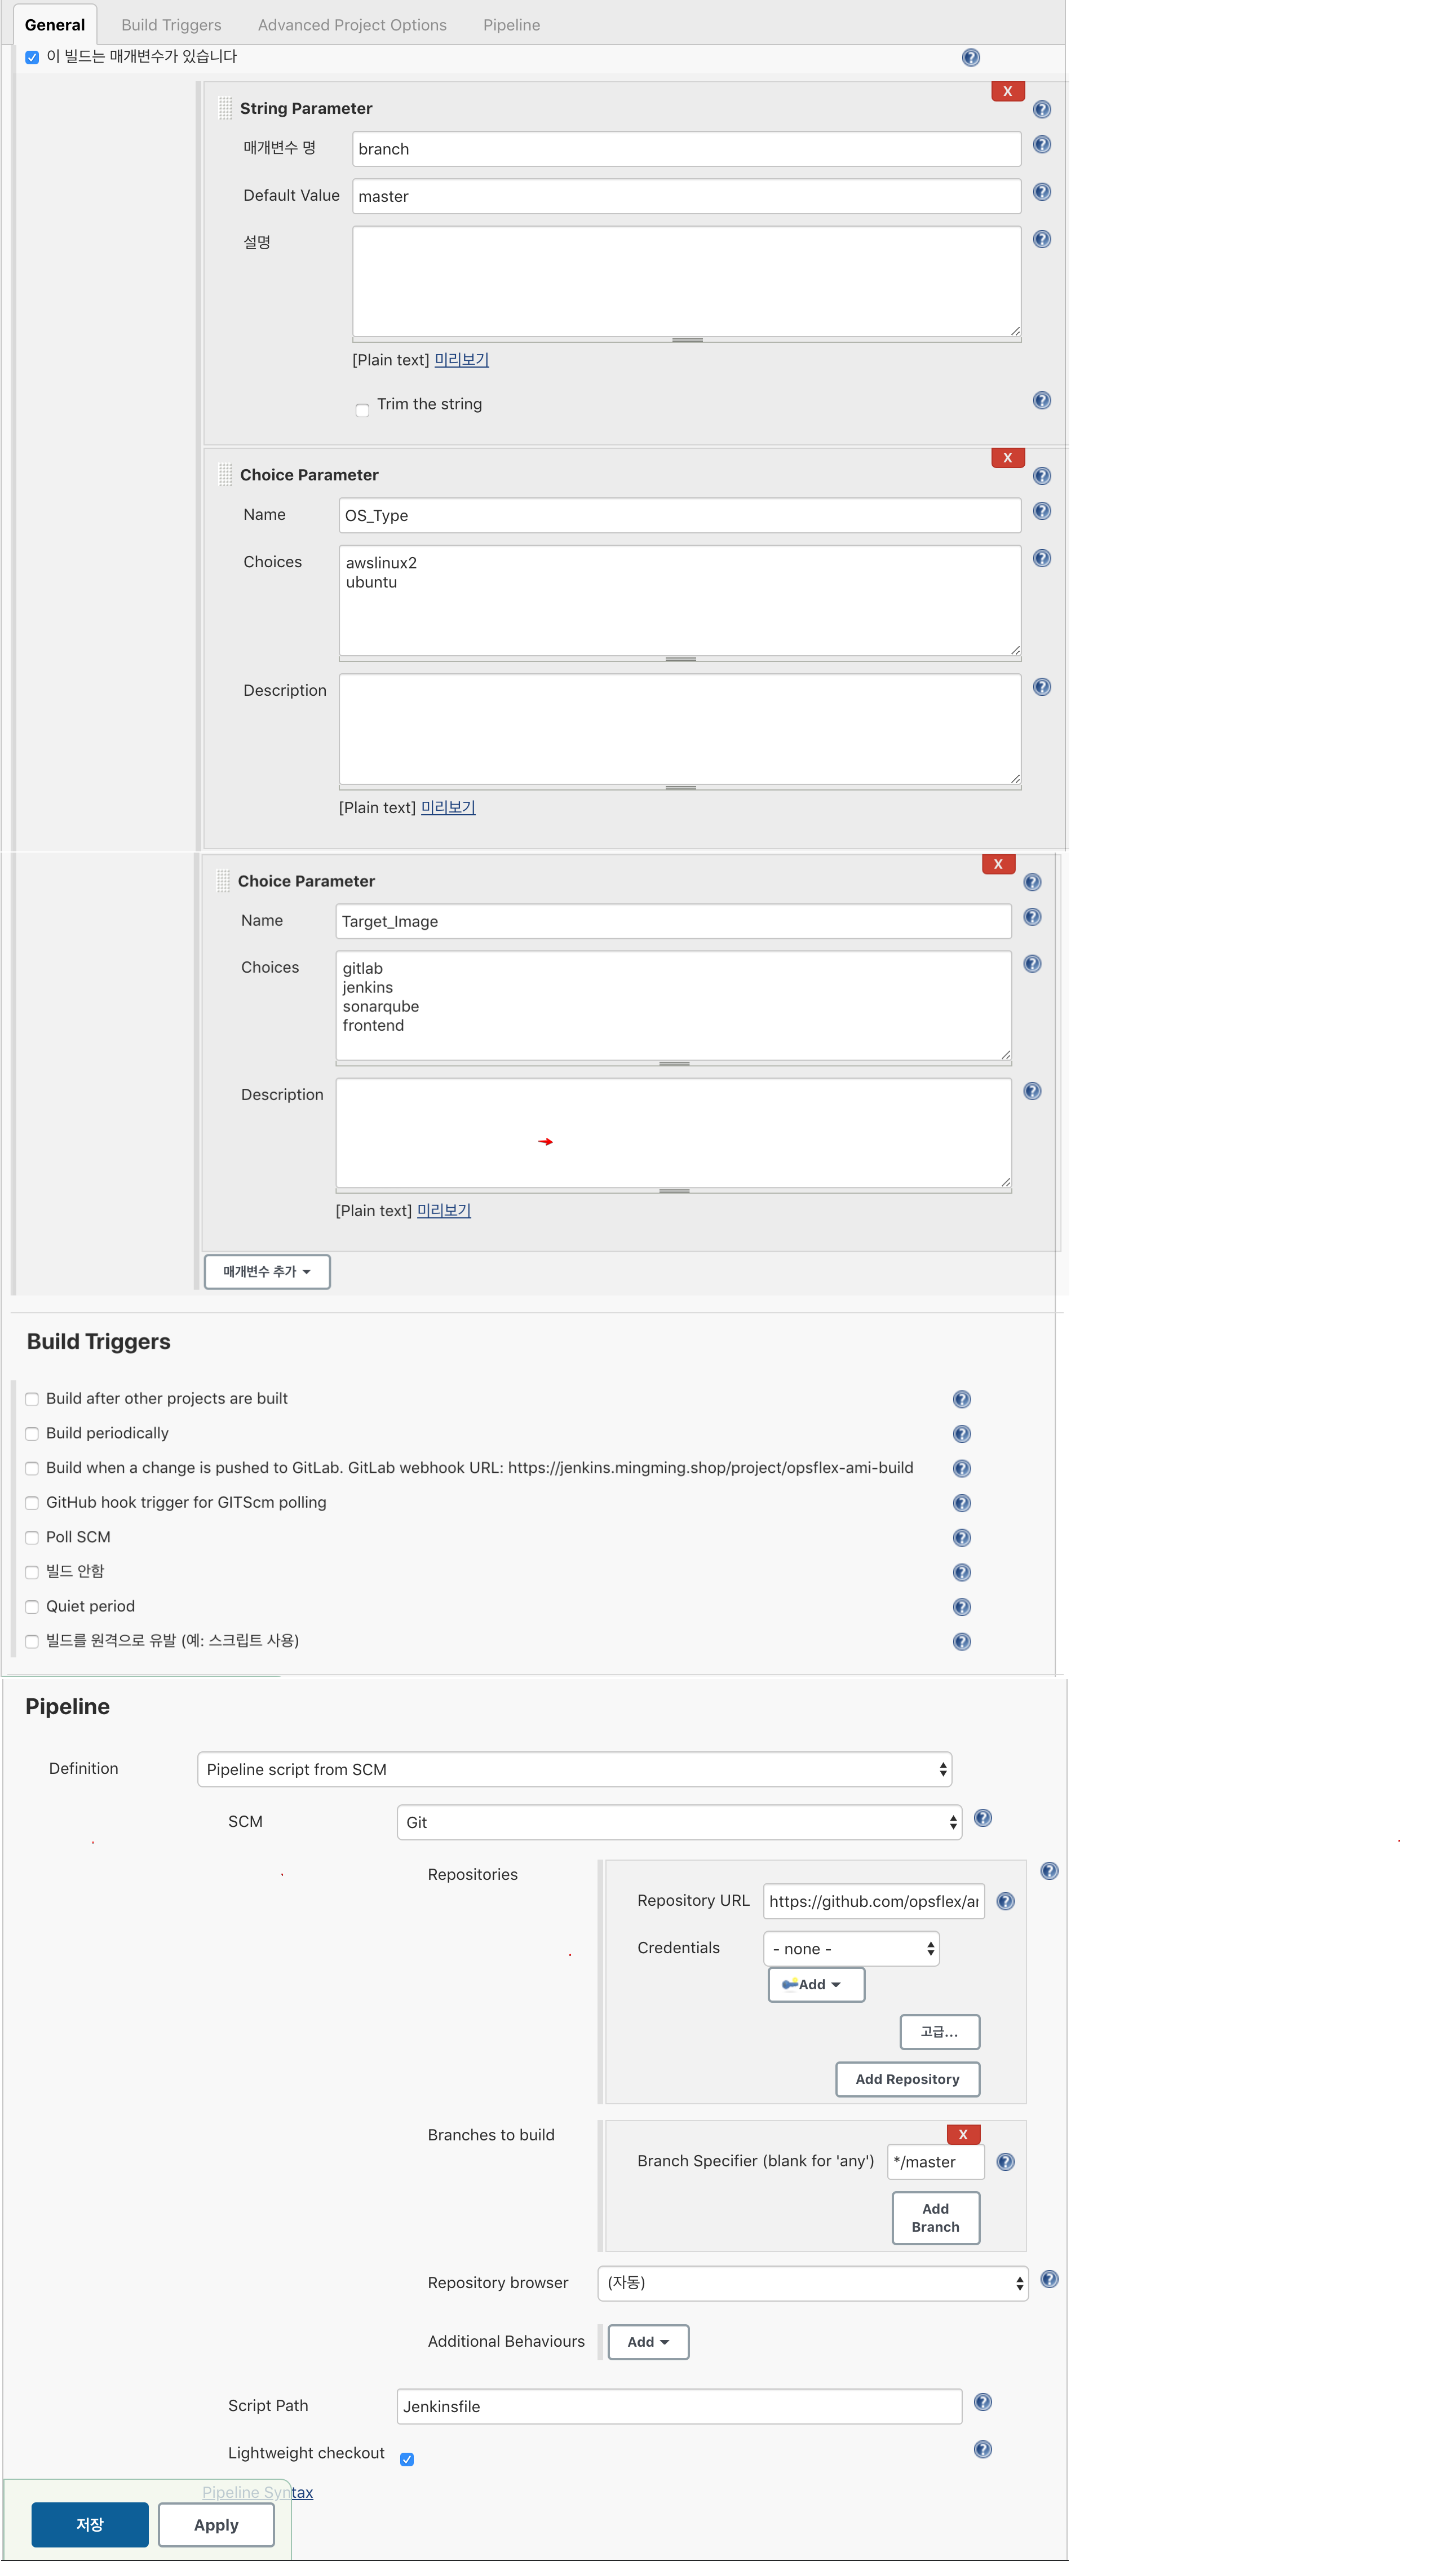 General Build Triggers Advanced Project Options Pipeline
이 빌드는 매개변수가 있습니다
X
String Parameter
매개변수 명 branch
Default Value master
설명
[Plain text] 미리보기
Trim the string
X
Choice Parameter
Name OS_Type
Choices awslinux2
ubuntu
Description
[Plain text] 미리보기
X
Choice Parameter
Name Target_Image
Choices gitlab
jenkins
sonarqube
frontend
Description
[Plain text] 미리보기
매개변수 추가
Build Triggers
Build after other projects are built
Build periodically
Build when a change is pushed to GitLab. GitLab webhook URL: https://jenkins.mingming.shop/project/opsflex-ami-build
GitHub hook trigger for GITScm polling
Poll SCM
빌드 안함
Quiet period
빌드를 원격으로 유발 (예: 스크립트 사용)
Pipeline
Definition Pipeline script from SCM
SCM Git
Repositories
Repository URL https://github.com/opsflex/a
Credentials - none -
Add
고급...
Add Repository
Branches to build
X
Branch Specifier (blank for 'any') */master
Add
Branch
Repository browser (자동)
Additional Behaviours Add
Script Path Jenkinsfile
Lightweight checkout
Pipeline Syntax
저장 Apply